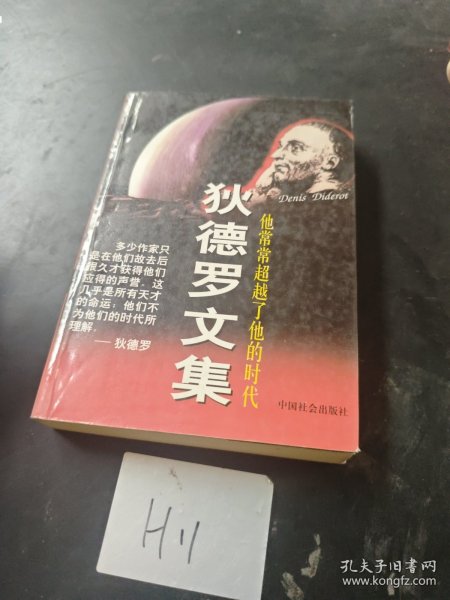 Denis Diderot
狄德罗文集
他常常超越了他的时代
多少作家只
是在他们故去后
很久才获得他们
应得的声誉。这
几乎是所有天才
的命运：他们不
为他们的时代所
理解。
——狄德罗
中国社会出版社
H11
孔夫子旧书网
www.kongfz.com